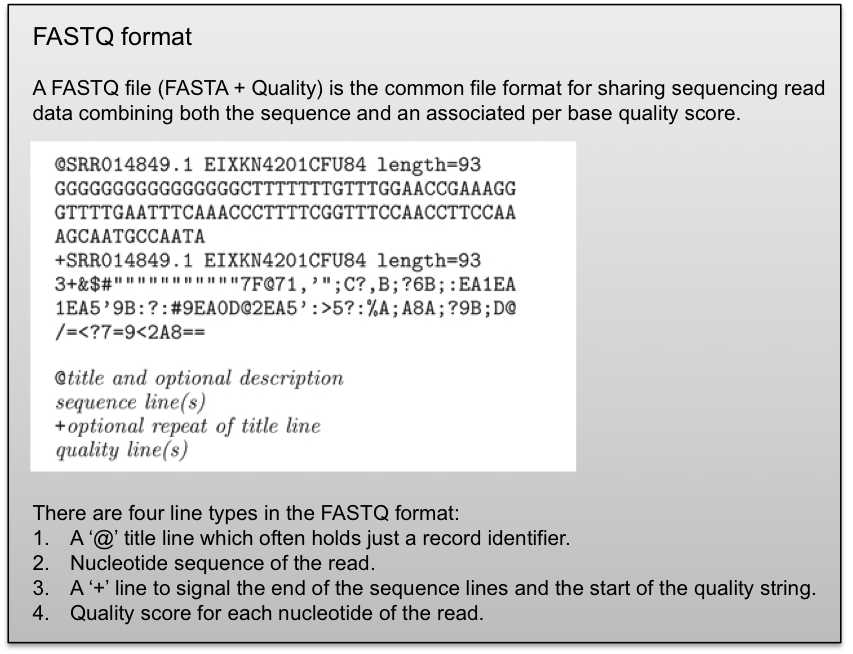 FASTQ format
A FASTQ file (FASTA + Quality) is the common file format for sharing sequencing read
data combining both the sequence and an associated per base quality score.
@SRR014849.1 EIXKN4201CFU84 length=93
GGGGGGGGGGGGGGGGCTTTTTTTGTTTGGAACCGAAAGG
GTTTTGAATTTCAAACCCTTTTCGGTTTCCAACCTTCCAA
AGCAATGCCAATA
+SRR014849.1 EIXKN4201CFU84 length=93
3+&$#"""""""""""7F@71,’";C?,B;?6B;:EA1EA
1EA5’9B:?:#9EA0D@2EA5’:>5?:%A;A8A;?9B;D@
/=<?7=9<2A8==
@title and optional description
sequence line(s)
+optional repeat of title line
quality line(s)
There are four line types in the FASTQ format:
1. A ‘@’ title line which often holds just a record identifier.
2. Nucleotide sequence of the read.
3. A ‘+’ line to signal the end of the sequence lines and the start of the quality string.
4. Quality score for each nucleotide of the read.